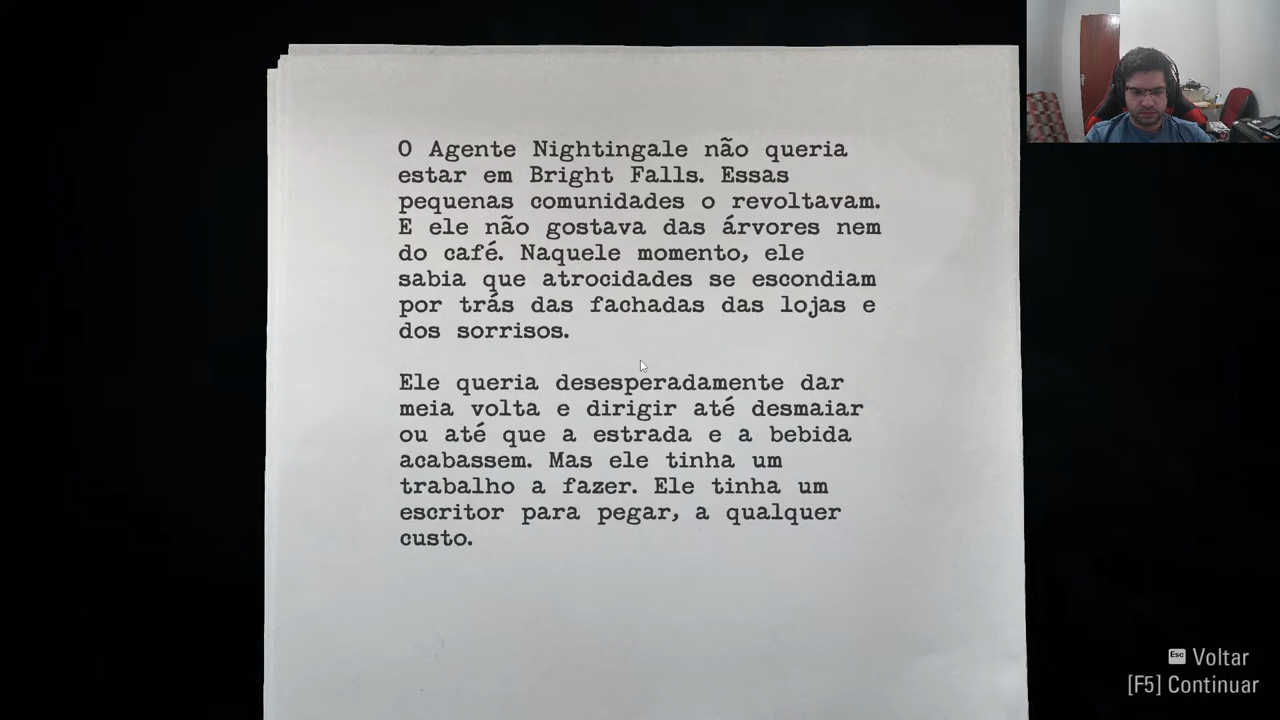 O Agente Nightingale não queria
estar em Bright Falls. Essas
pequenas comunidades o revoltavam.
E ele não gostava das árvores nem
do café. Naquele momento, ele
sabia que atrocidades se escondiam
por trás das fachadas das lojas e
dos sorrisos.
Ele queria desesperadamente dar
meia volta e dirigir até desmaiar
ou até que a estrada e a bebida
acabassem. Mas ele tinha um
trabalho a fazer. Ele tinha um
escritor para pegar, a qualquer
custo.
Esc Voltar
[F5] Continuar